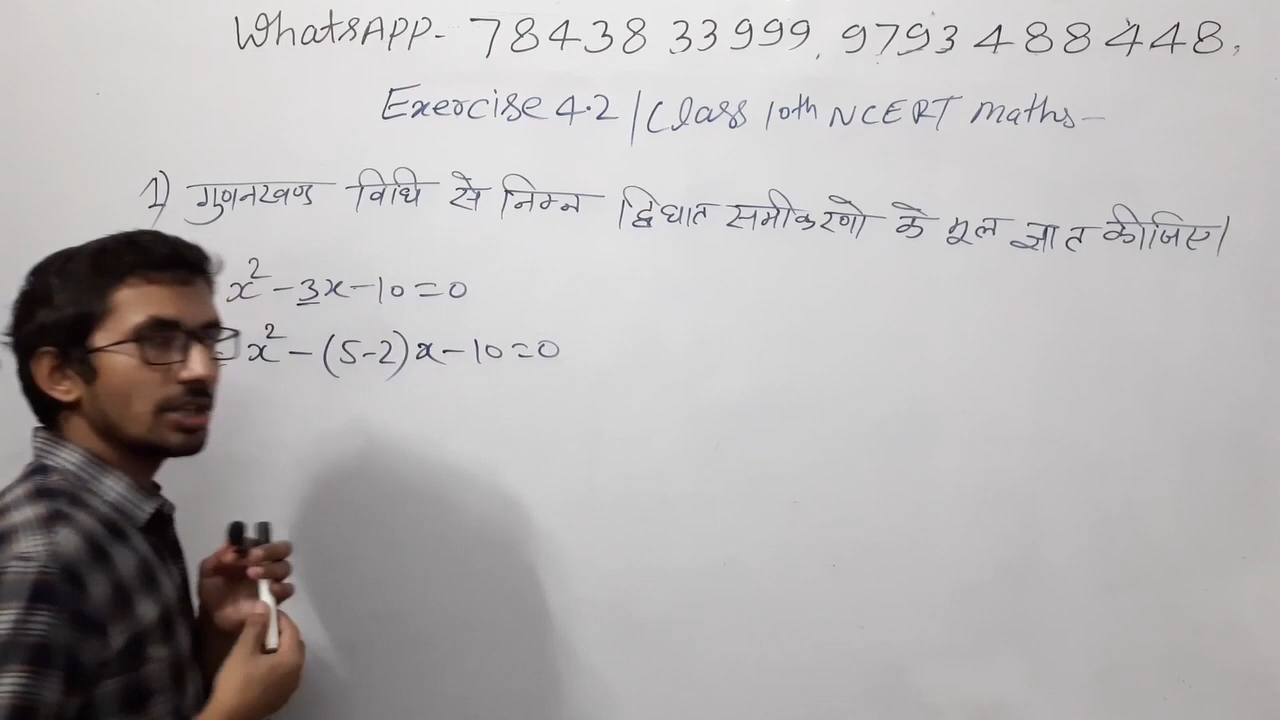 WhatsAPP- 78438 33999, 9793488448,
Exercise 4.2 | Class 10th NCERT Maths-
1) गुणनखण्ड विधि से निम्न द्विघात समीकरणो के मूल ज्ञात कीजिए।
x² - 3x - 10 = 0
x² - (5-2)x - 10 = 0